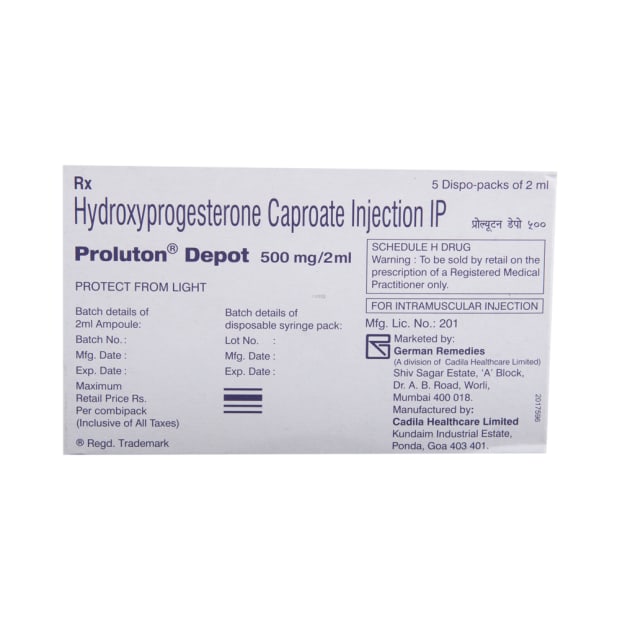 Rx
5 Dispo-packs of 2 ml
Hydroxyprogesterone Caproate Injection IP
प्रोल्यूटन डेपो ५००
Proluton® Depot 500 mg/2ml
PROTECT FROM LIGHT
SCHEDULE H DRUG
Warning : To be sold by retail on the
prescription of a Registered Medical
Practitioner only.
FOR INTRAMUSCULAR INJECTION
Batch details of
2ml Ampoule:
Batch No. :
Mfg. Date :
Exp. Date :
Maximum
Retail Price Rs.
Per combipack
(Inclusive of All Taxes)
® Regd. Trademark
Batch details of
disposable syringe pack:
Lot No. :
Mfg. Date :
Exp. Date :
Mfg. Lic. No.: 201
Marketed by:
German Remedies
(A division of Cadila Healthcare Limited)
Shiv Sagar Estate, 'A' Block,
Dr. A. B. Road, Worli,
Mumbai 400 018.
Manufactured by:
Cadila Healthcare Limited
Kundaim Industrial Estate,
Ponda, Goa 403 401.
2017596